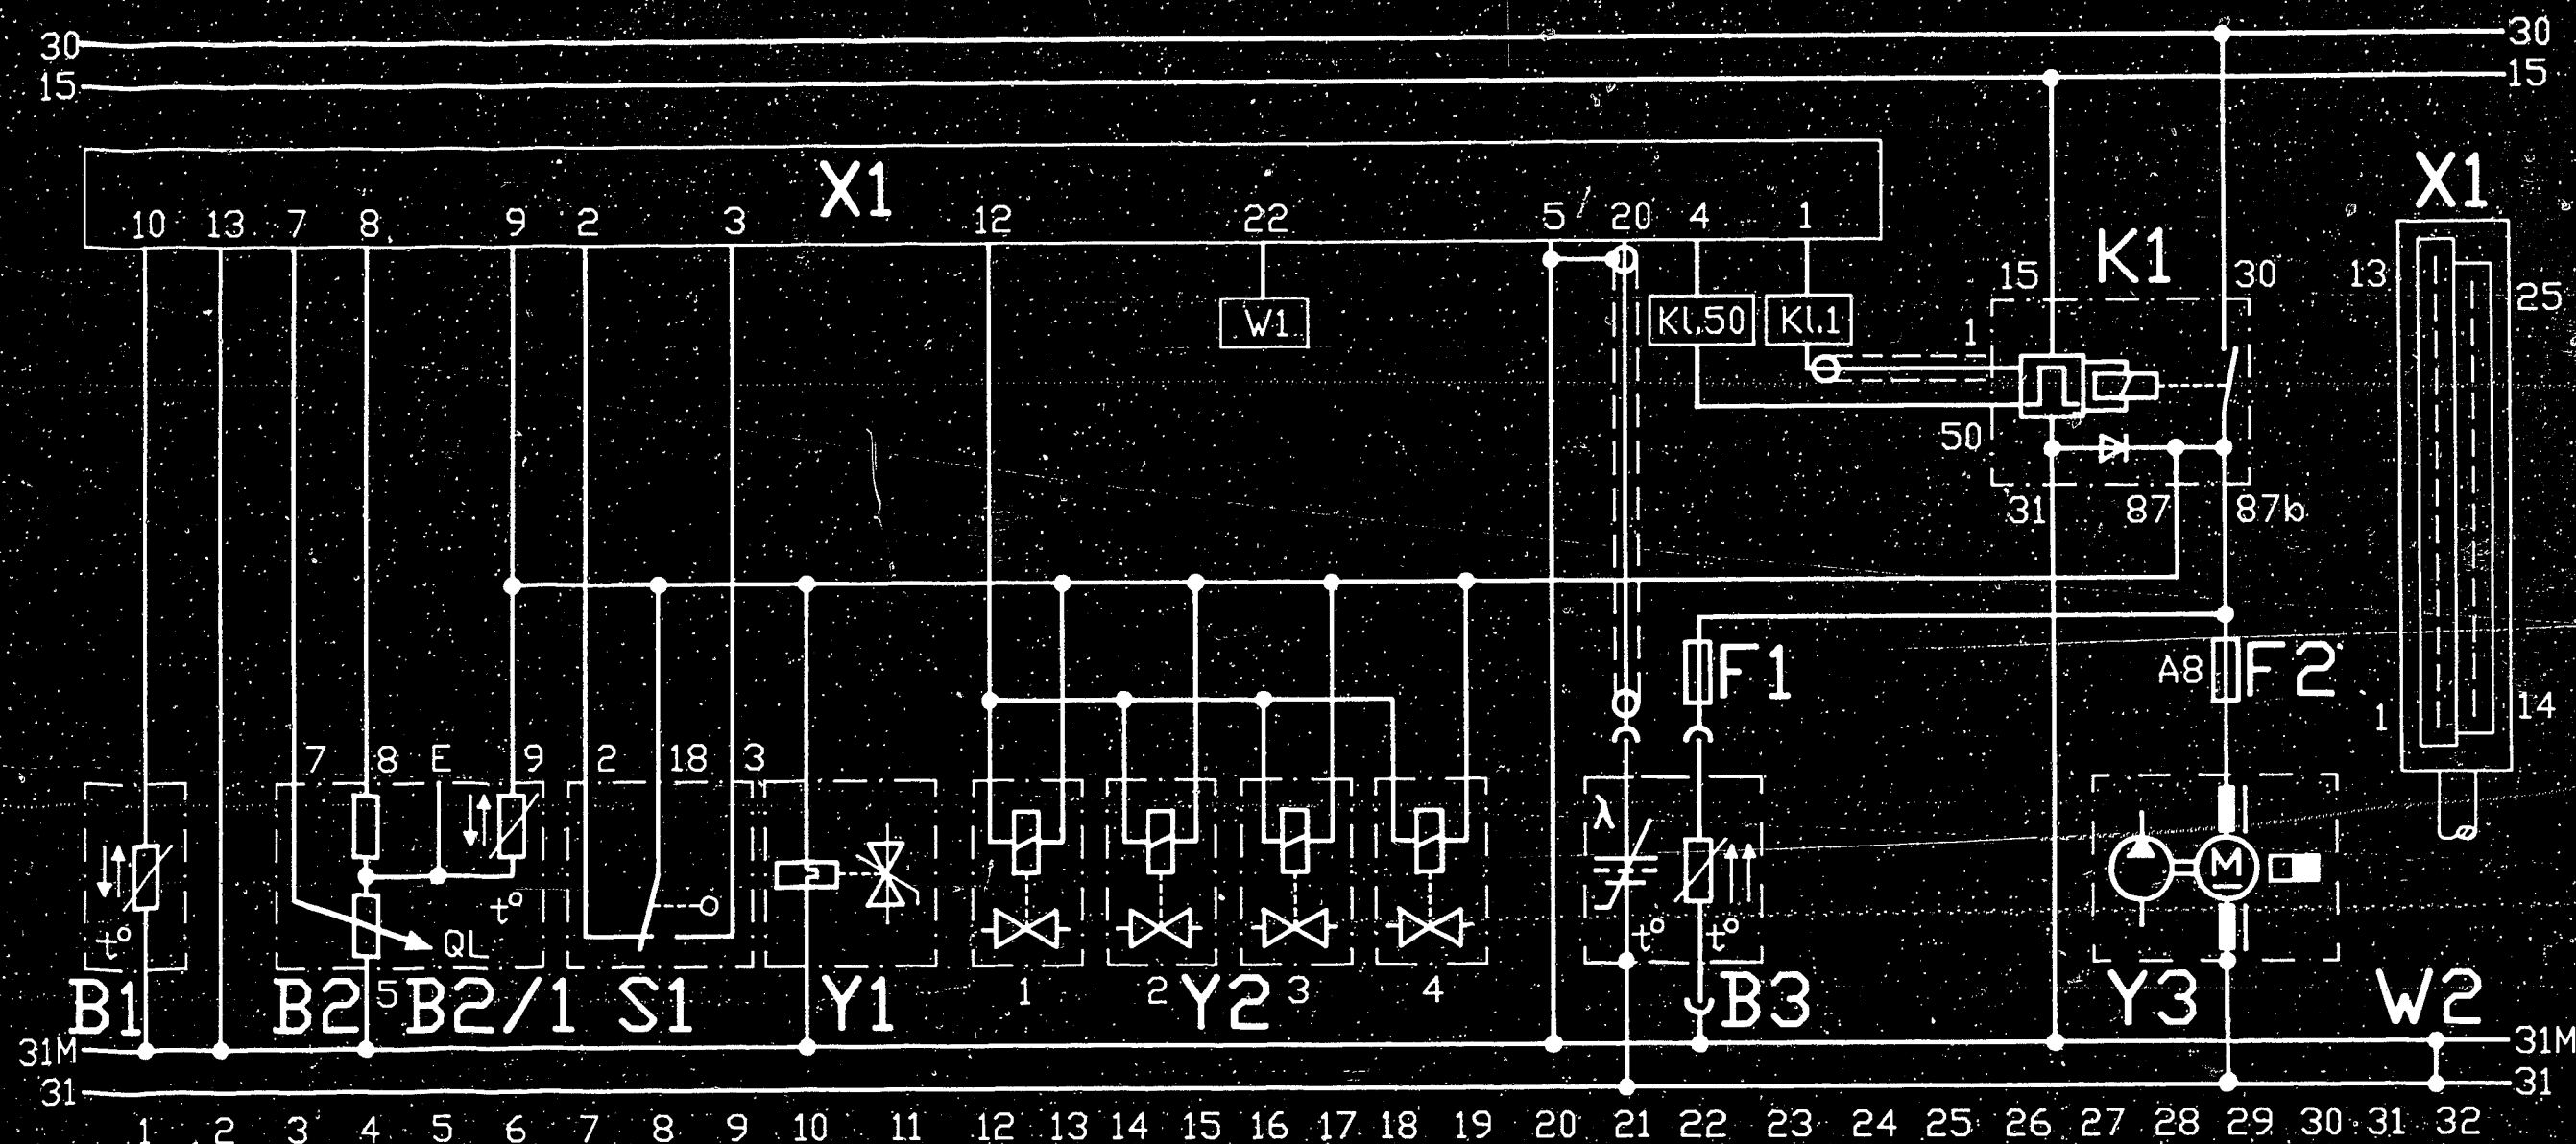 30 30
15 15
X1 X1
10 13 7 8 9 2 3 12 22 5 20 4 1
K1
15 30 13 25
W1 Kl.50 Kl.1 1
50
31 87 87b
F1 A8 F2
1 14
7 8 E 9 2 18 3
λ
t° QL t° t° t°
B1 B2 5 B2/1 S1 Y1 1 2 Y2 3 4 B3 M Y3 W2
31M 31M
31 31
1 2 3 4 5 6 7 8 9 10 11 12 13 14 15 16 17 18 19 20 21 22 23 24 25 26 27 28 29 30 31 32